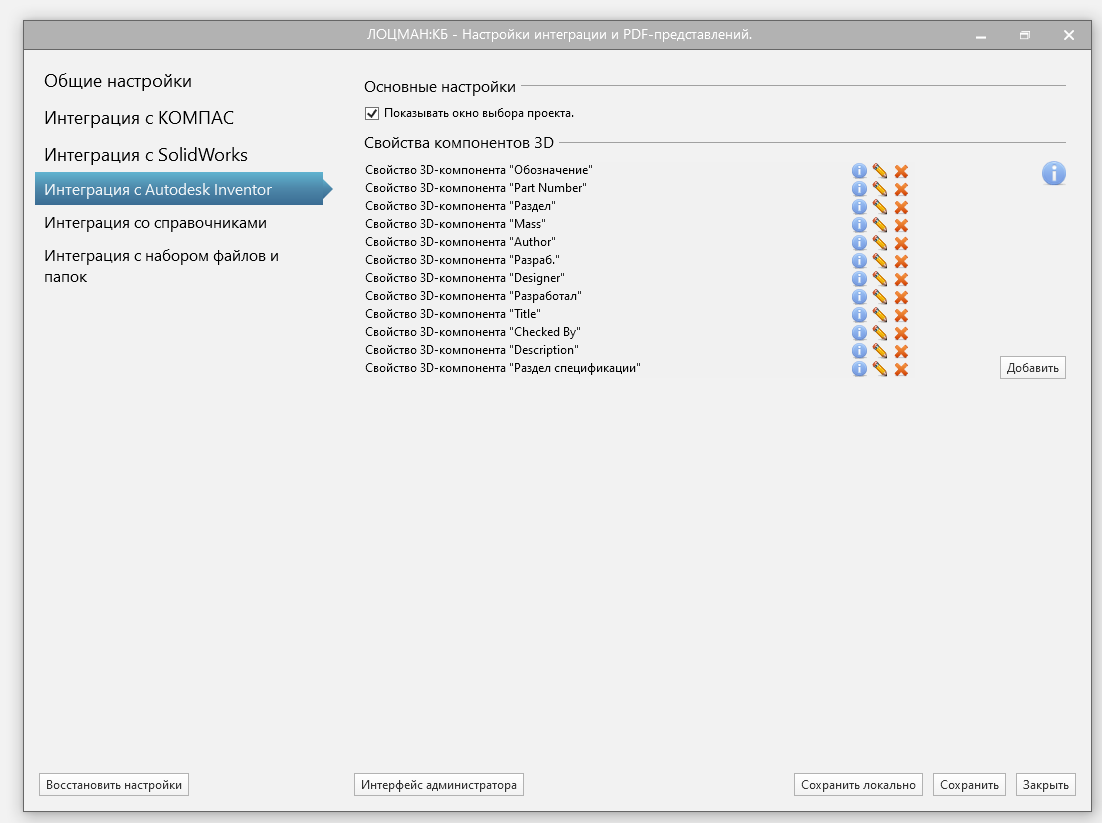 ЛОЦМАН:КБ - Настройки интеграции и PDF-представлений.
Общие настройки
Интеграция с КОМПАС
Интеграция с SolidWorks
Интеграция с Autodesk Inventor
Интеграция со справочниками
Интеграция с набором файлов и
папок
Основные настройки
Показывать окно выбора проекта.
Свойства компонентов 3D
Свойство 3D-компонента "Обозначение"
Свойство 3D-компонента "Part Number"
Свойство 3D-компонента "Раздел"
Свойство 3D-компонента "Mass"
Свойство 3D-компонента "Author"
Свойство 3D-компонента "Разраб."
Свойство 3D-компонента "Designer"
Свойство 3D-компонента "Разработал"
Свойство 3D-компонента "Title"
Свойство 3D-компонента "Checked By"
Свойство 3D-компонента "Description"
Свойство 3D-компонента "Раздел спецификации"
Добавить
Восстановить настройки
Интерфейс администратора
Сохранить локально
Сохранить
Закрыть